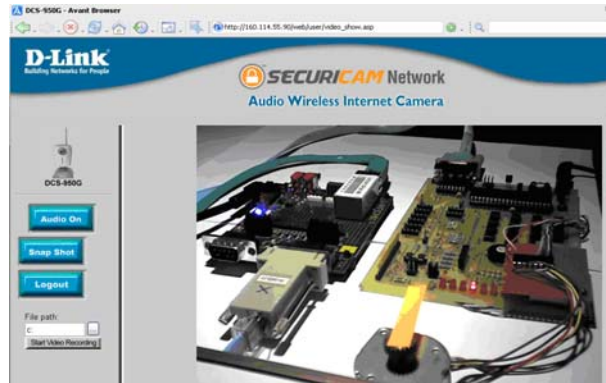 DCS-950G - Avant Browser
http://160.114.55.90/web/user/video_show.asp
D-Link
Building Networks for People
SECURICAM Network
Audio Wireless Internet Camera
DCS-950G
Audio On
Snap Shot
Logout
File path:
c:
...
Start Video Recording
X